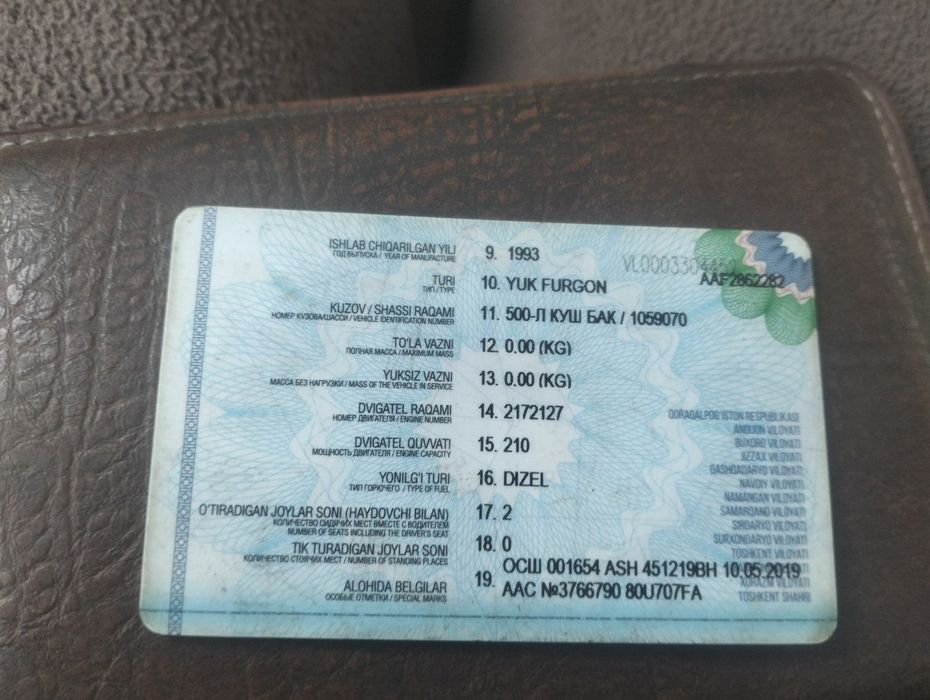 VL0003304
AAF2862282
ISHLAB CHIQARILGAN YILI 9. 1993
ГОД ВЫПУСКА / YEAR OF MANUFACTURE
TURI 10. YUK FURGON
ТИП / TYPE
KUZOV / SHASSI RAQAMI 11. 500-Л КУШ БАК / 1059070
НОМЕР КУЗОВА/ШАССИ / VEHICLE IDENTIFICATION NUMBER
TO'LA VAZNI 12. 0.00 (KG)
ПОЛНАЯ МАССА / MAXIMUM MASS
YUKSIZ VAZNI 13. 0.00 (KG)
МАССА БЕЗ НАГРУЗКИ / MASS OF THE VEHICLE IN SERVICE
DVIGATEL RAQAMI 14. 2172127
НОМЕР ДВИГАТЕЛЯ / ENGINE NUMBER
DVIGATEL QUVVATI 15. 210
МОЩНОСТЬ ДВИГАТЕЛЯ / ENGINE CAPACITY
YONILG'I TURI 16. DIZEL
ТИП ГОРЮЧЕГО / TYPE OF FUEL
O'TIRADIGAN JOYLAR SONI (HAYDOVCHI BILAN) 17. 2
КОЛИЧЕСТВО СИДЯЧИХ МЕСТ ВМЕСТЕ С ВОДИТЕЛЕМ
NUMBER OF SEATS INCLUDING THE DRIVER'S SEAT
TIK TURADIGAN JOYLAR SONI 18. 0
КОЛИЧЕСТВО СТОЯЧИХ МЕСТ / NUMBER OF STANDING PLACES
ALOHIDA BELGILAR 19. ОСШ 001654 ASH 451219BH 10.05.2019
ОСОБЫЕ ОТМЕТКИ / SPECIAL MARKS
AAC №3766790 80U707FA
QORAQALPOG'ISTON RESPUBLIKASI
ANDIJON VILOYATI
BUXORO VILOYATI
JIZZAX VILOYATI
QASHQADARYO VILOYATI
NAVOIY VILOYATI
NAMANGAN VILOYATI
SAMARQAND VILOYATI
SIRDARYO VILOYATI
SURXONDARYO VILOYATI
TOSHKENT VILOYATI
XORAZM VILOYATI
TOSHKENT SHAHRI